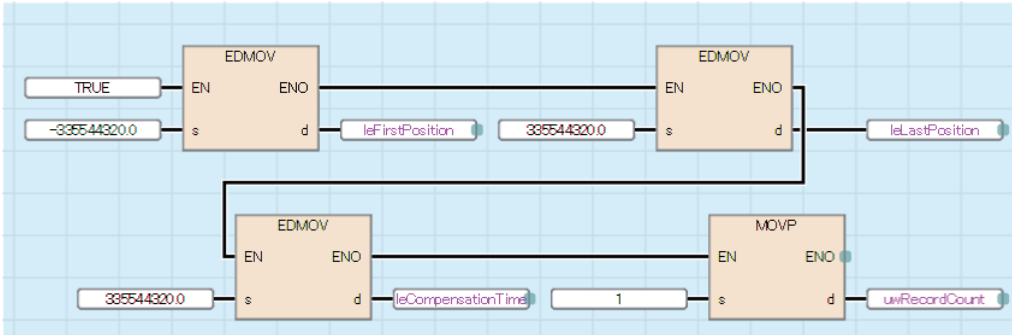 EDMOV EDMOV
TRUE EN ENO EN ENO
-335544320.0 s d leFirstPosition 335544320.0 s d leLastPosition
EDMOV MOVP
EN ENO EN ENO
335544320.0 s d leCompensationTime 1 s d uwRecordCount